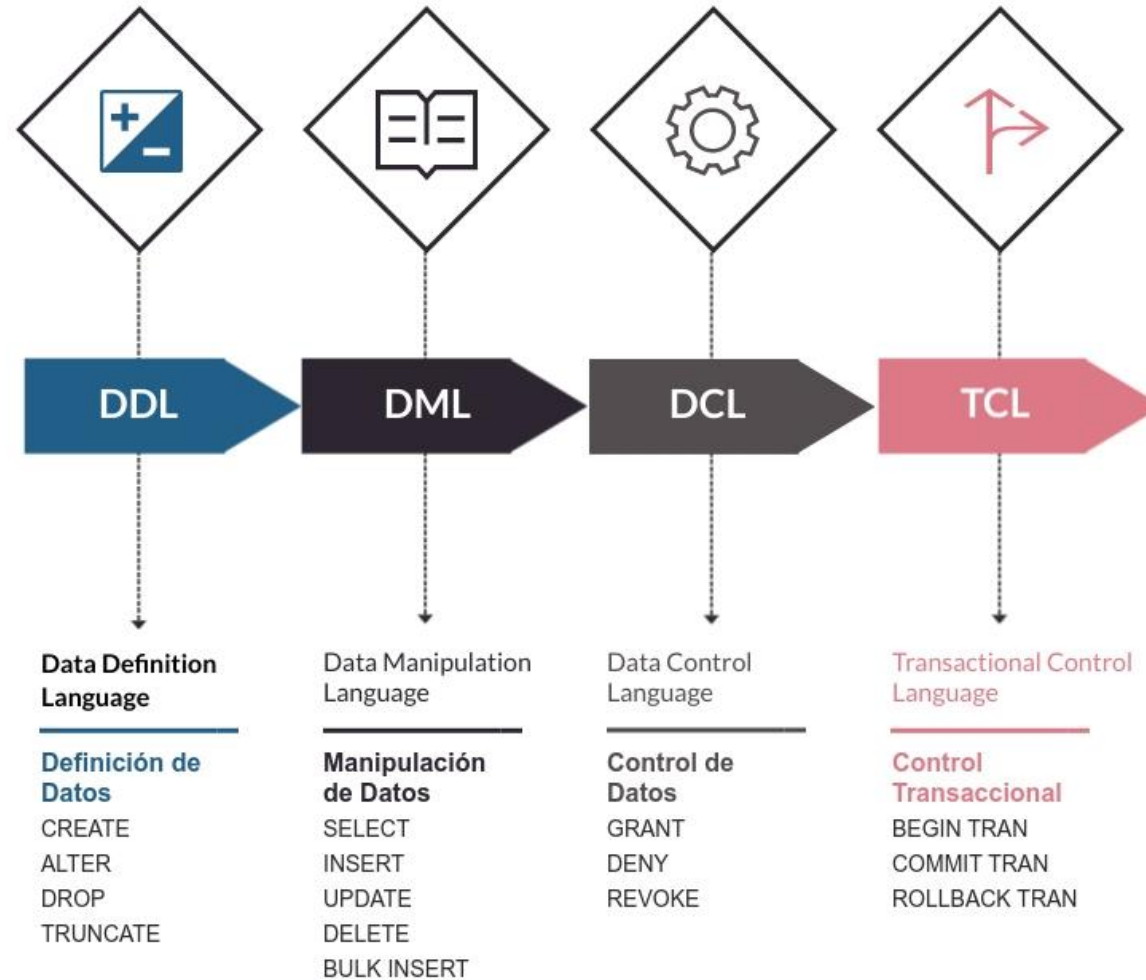 DDL
DML
DCL
TCL
Data Definition
Language
Definición de
Datos
CREATE
ALTER
DROP
TRUNCATE
Data Manipulation
Language
Manipulación
de Datos
SELECT
INSERT
UPDATE
DELETE
BULK INSERT
Data Control
Language
Control de
Datos
GRANT
DENY
REVOKE
Transactional Control
Language
Control
Transaccional
BEGIN TRAN
COMMIT TRAN
ROLLBACK TRAN